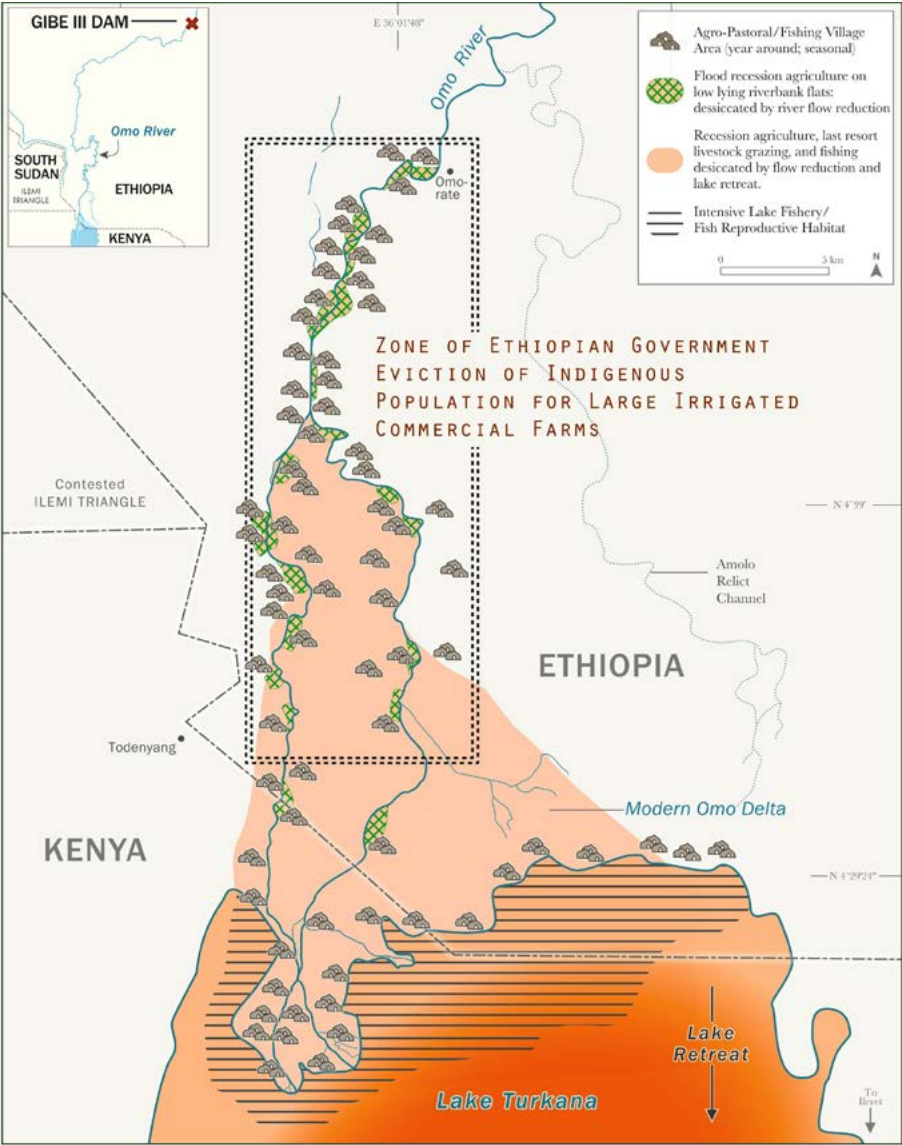 GIBE III DAM
Omo River
SOUTH
SUDAN
ILEMI
TRIANGLE
ETHIOPIA
KENYA
E 36°01'48"
Omo River
Agro-Pastoral/Fishing Village
Area (year around; seasonal)
Flood recession agriculture on
low lying riverbank flats:
dessicated by river flow reduction
Recession agriculture, last resort
livestock grazing, and fishing
desiccated by flow reduction and
lake retreat.
Intensive Lake Fishery/
Fish Reproductive Habitat
0 5 km
N
Omo-
rate
ZONE OF ETHIOPIAN GOVERNMENT
EVICTION OF INDIGENOUS
POPULATION FOR LARGE IRRIGATED
COMMERCIAL FARMS
Contested
ILEMI TRIANGLE
N 4°39'
Amolo
Relict
Channel
ETHIOPIA
Todenyang
Modern Omo Delta
KENYA
N 4°29'24"
Lake
Retreat
Lake Turkana
To
Ileret